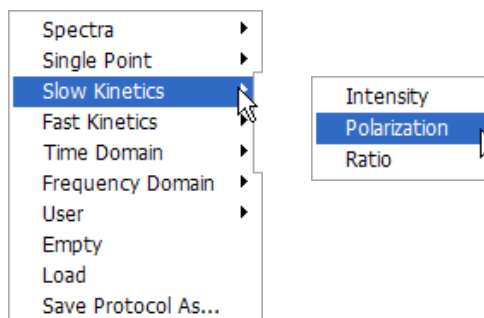 Spectra
Single Point
Slow Kinetics
Fast Kinetics
Time Domain
Frequency Domain
User
Empty
Load
Save Protocol As...
Intensity
Polarization
Ratio